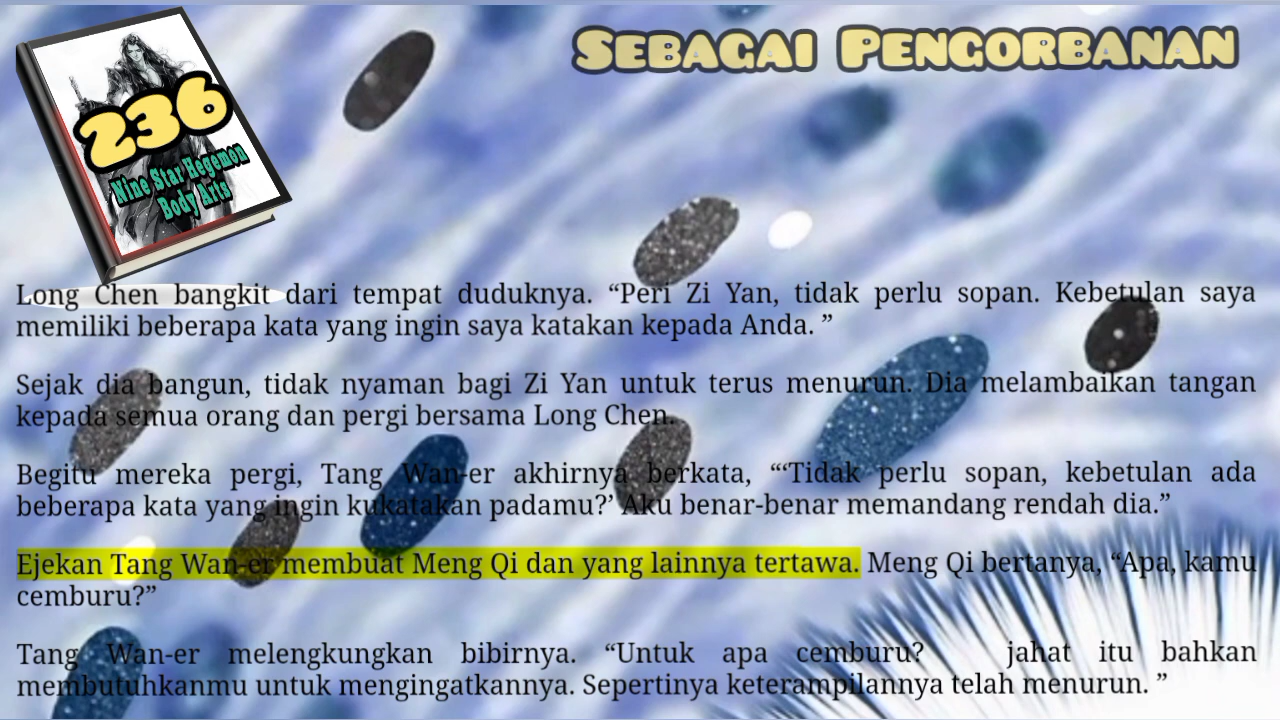 Sebagai Pengorbanan
236
Nine Star Hegemon
Body Arts
Long Chen bangkit dari tempat duduknya. “Peri Zi Yan, tidak perlu sopan. Kebetulan saya
memiliki beberapa kata yang ingin saya katakan kepada Anda. ”
Sejak dia bangun, tidak nyaman bagi Zi Yan untuk terus menurun. Dia melambaikan tangan
kepada semua orang dan pergi bersama Long Chen.
Begitu mereka pergi, Tang Wan-er akhirnya berkata, “‘Tidak perlu sopan, kebetulan ada
beberapa kata yang ingin kukatakan padamu?’ Aku benar-benar memandang rendah dia.”
Ejekan Tang Wan-er membuat Meng Qi dan yang lainnya tertawa. Meng Qi bertanya, “Apa, kamu
cemburu?”
Tang Wan-er melengkungkan bibirnya. “Untuk apa cemburu? jahat itu bahkan
membutuhkanmu untuk mengingatkannya. Sepertinya keterampilannya telah menurun. ”